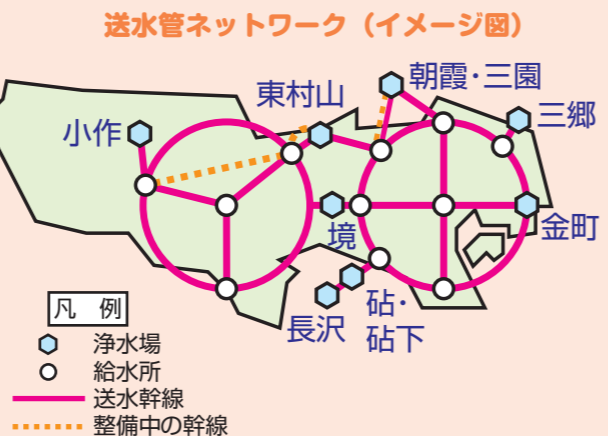 送水管ネットワーク（イメージ図）
朝霞・三園
東村山
三郷
小作
金町
境
砧・
砧下
長沢
凡 例
浄水場
給水所
送水幹線
整備中の幹線